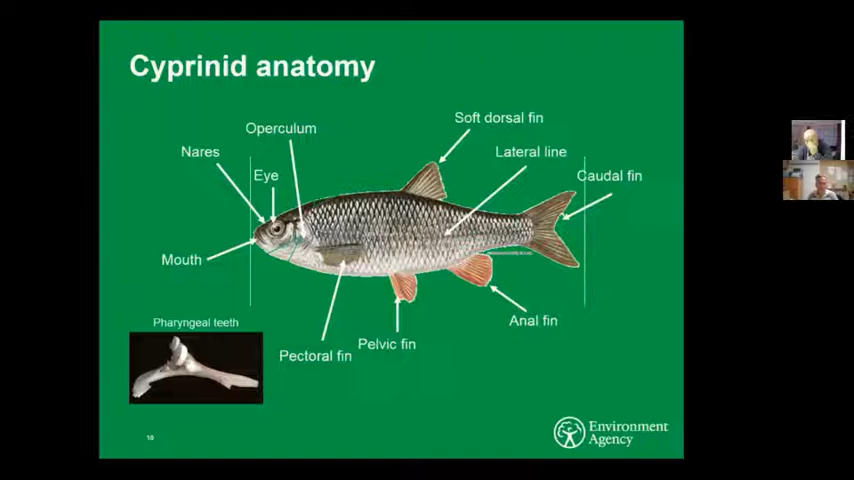 Cyprinid anatomy
Soft dorsal fin
Operculum
Nares
Lateral line
Eye
Caudal fin
Mouth
Anal fin
Pharyngeal teeth
Pelvic fin
Pectoral fin
10
Environment
Agency